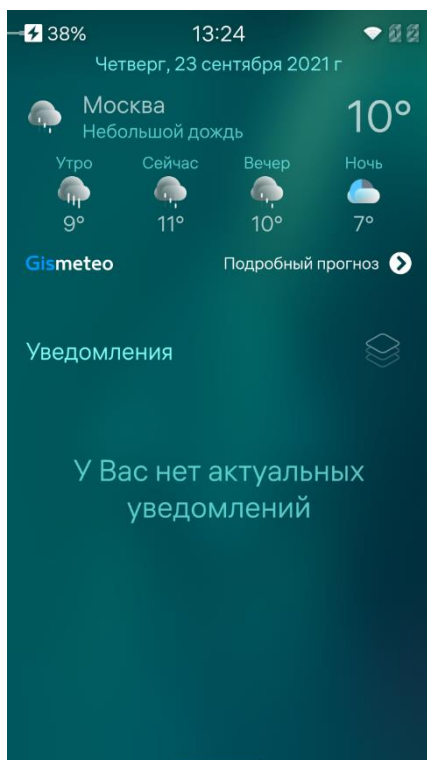 38% 13:24
Четверг, 23 сентября 2021 г
Москва 10°
Небольшой дождь
Утро Сейчас Вечер Ночь
9° 11° 10° 7°
Gismeteo Подробный прогноз
Уведомления
У Вас нет актуальных
уведомлений